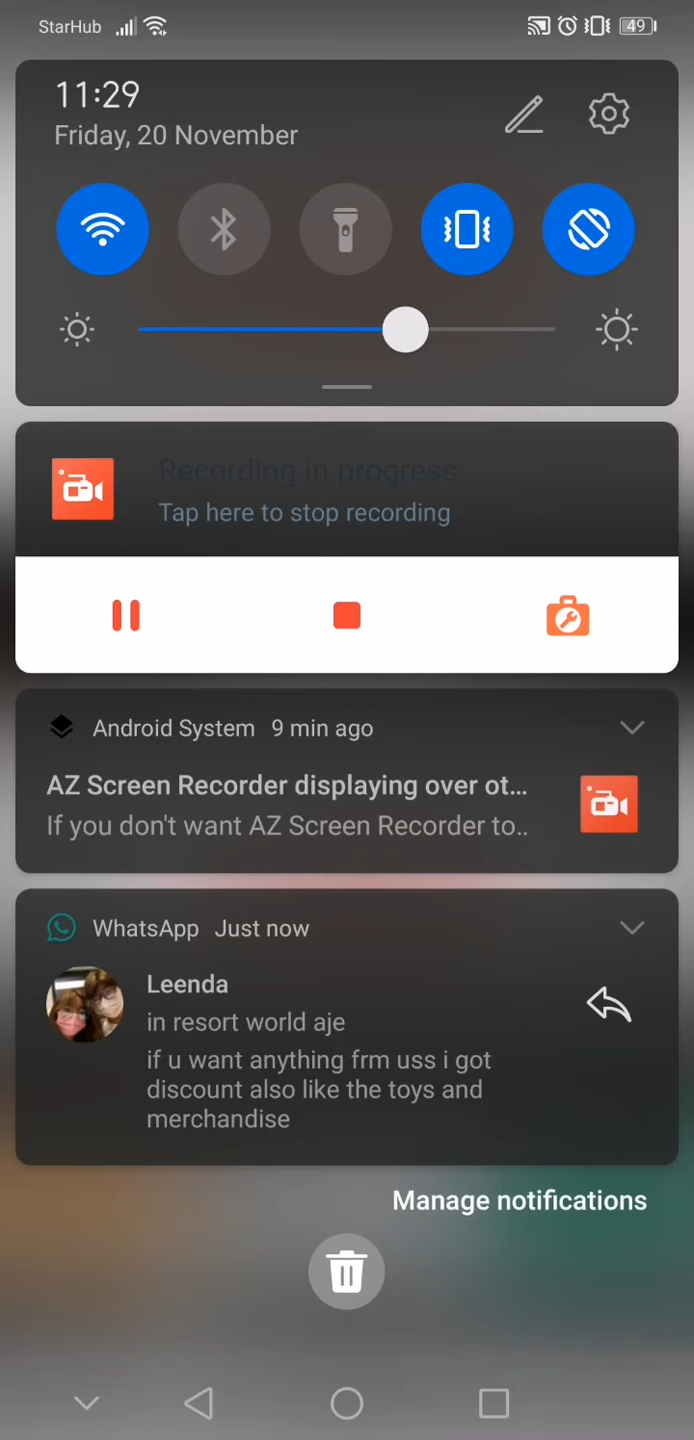 StarHub 49
11:29
Friday, 20 November
Recording in progress
Tap here to stop recording
Android System 9 min ago
AZ Screen Recorder displaying over ot...
If you don't want AZ Screen Recorder to..
WhatsApp Just now
Leenda
in resort world aje
if u want anything frm uss i got
discount also like the toys and
merchandise
Manage notifications